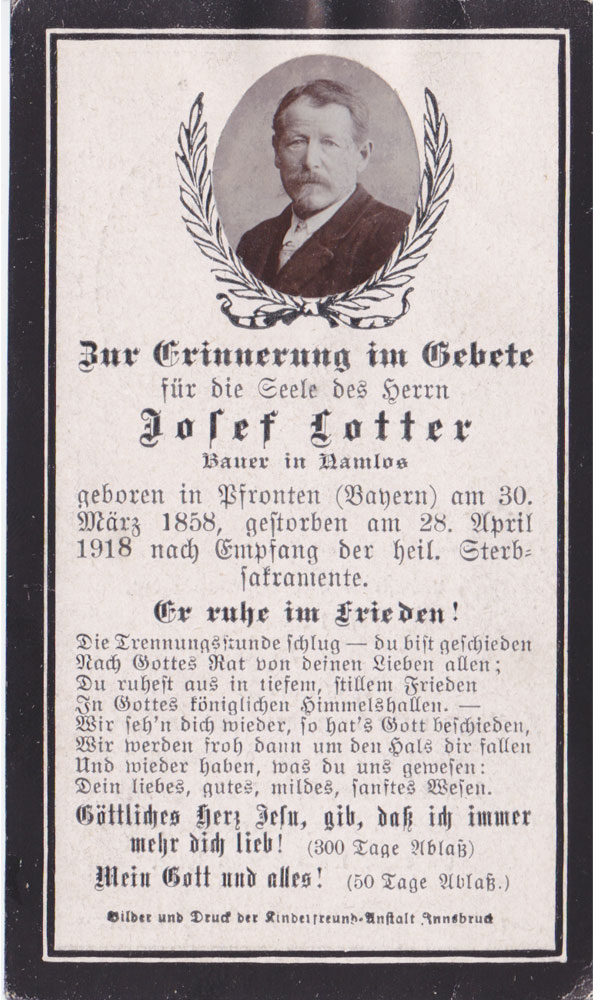 Zur Erinnerung im Gebete
für die Seele des Herrn
Josef Lotter
Bauer in Namlos
geboren in Pfronten (Bayern) am 30.
März 1858, gestorben am 28. April
1918 nach Empfang der heil. Sterb-
sakramente.
Er ruhe im Frieden!
Die Trennungsstunde schlug — du bist geschieden
Nach Gottes Rat von deinen Lieben allen;
Du ruhest aus in tiefem, stillem Frieden
In Gottes königlichen Himmelshallen. —
Wir seh'n dich wieder, so hat's Gott beschieden,
Wir werden froh dann um den Hals dir fallen
Und wieder haben, was du uns gewesen:
Dein liebes, gutes, mildes, sanftes Wesen.
Göttliches Herz Jesu, gib, daß ich immer
mehr dich lieb! (300 Tage Ablaß)
Mein Gott und alles! (50 Tage Ablaß.)
Bilder und Druck der Kinderfreund-Anstalt Innsbruck